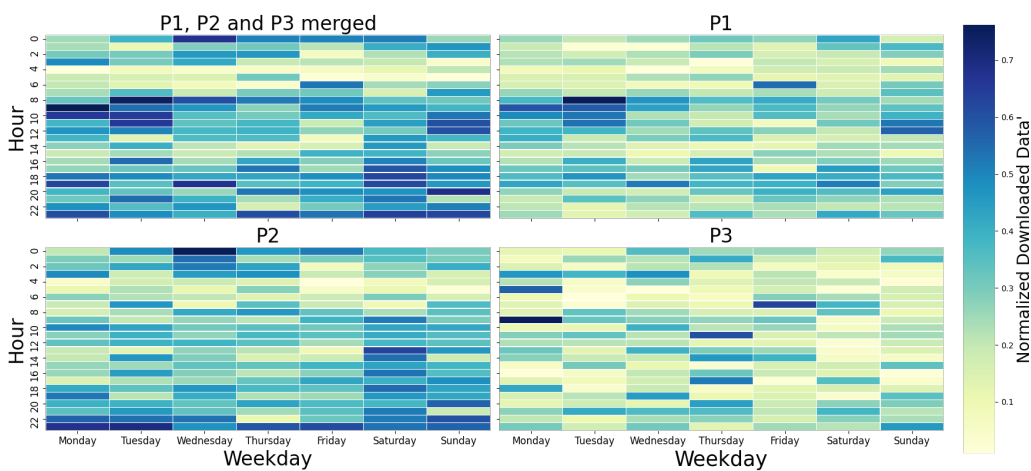 P1, P2 and P3 merged
P1
Hour
0
2
4
6
8
10
12
14
16
18
20
22
P2
P3
Hour
0
2
4
6
8
10
12
14
16
18
20
22
Monday Tuesday Wednesday Thursday Friday Saturday Sunday
Monday Tuesday Wednesday Thursday Friday Saturday Sunday
Weekday
Weekday
0.7
0.6
0.5
0.4
0.3
0.2
0.1
Normalized Downloaded Data'